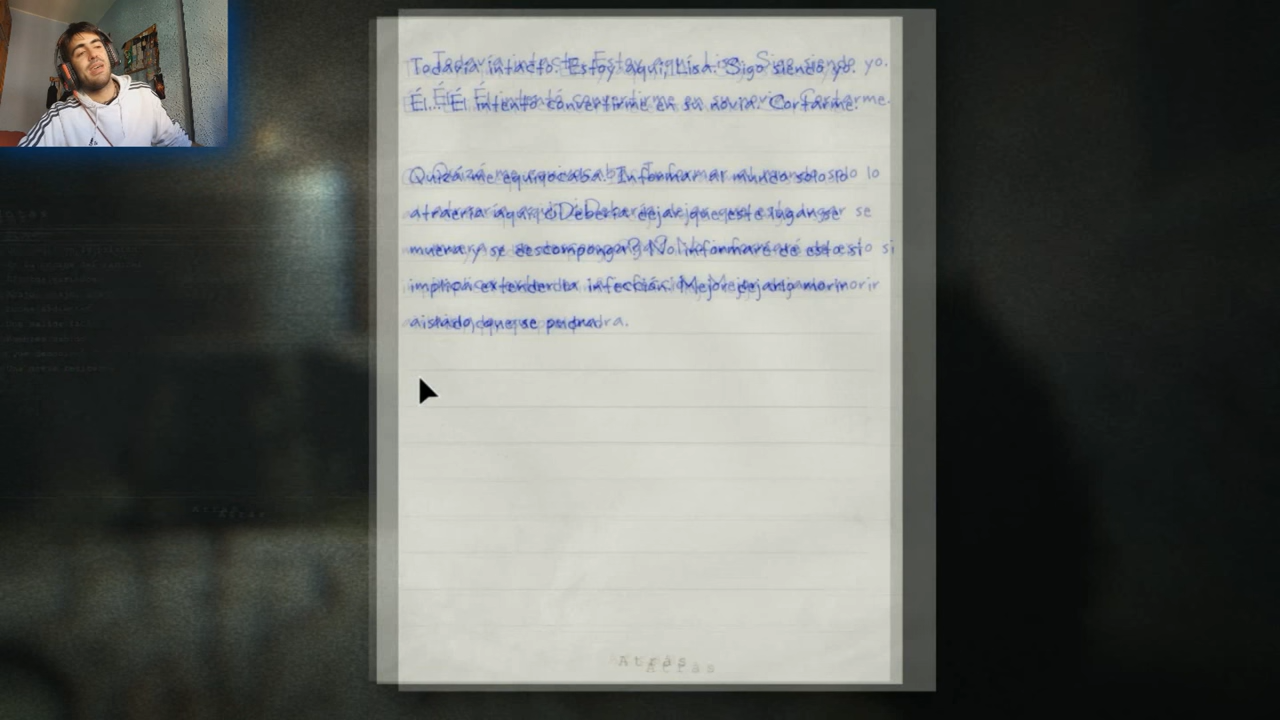 Todavía intacto. Estoy aquí, Lisa. Sigo siendo yo.
Él... Él intentó convertirme en su novia. Cortarme.
Quizá me equivocaba. Informar al mundo solo lo
atraería aquí. ¿Debería dejar que este lugar se
muera y se descomponga? No informaré de esto si
implica extender la infección. Mejor dejarlo morir
aislado, que se pudra.
Atrás